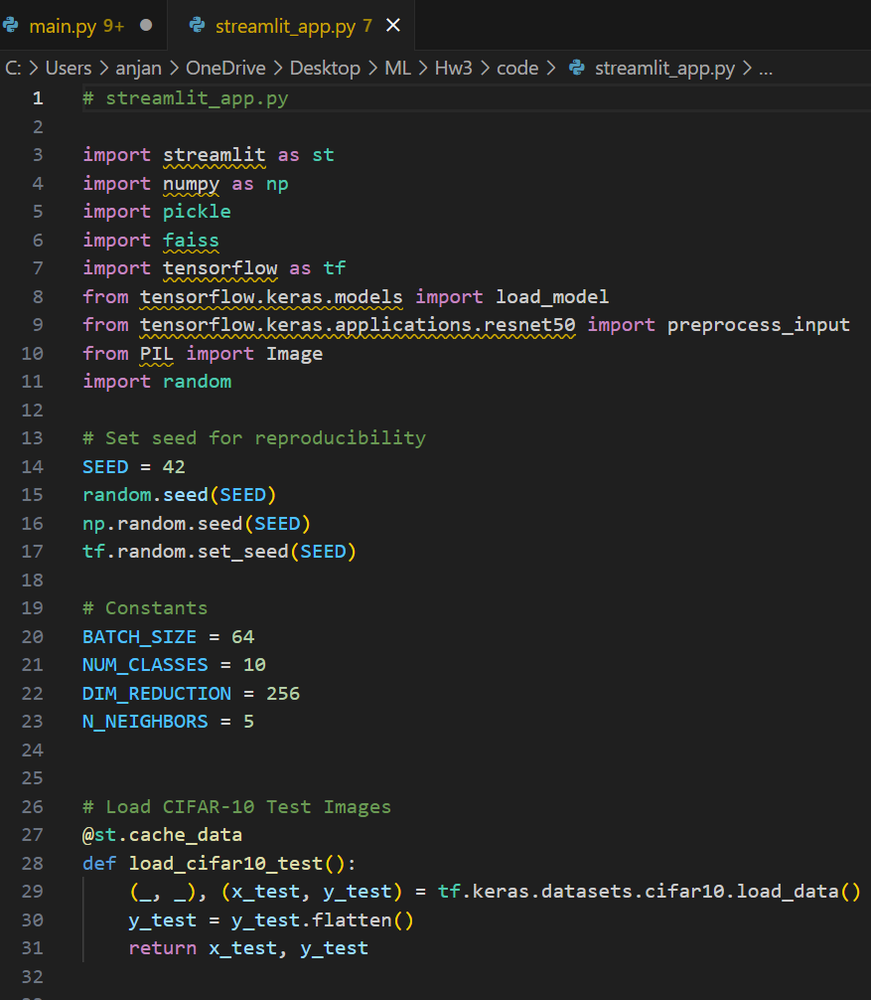 main.py 9+ ● streamlit_app.py 7 ×
C: > Users > anjan > OneDrive > Desktop > ML > Hw3 > code > streamlit_app.py > ...
1 # streamlit_app.py
2
3 import streamlit as st
4 import numpy as np
5 import pickle
6 import faiss
7 import tensorflow as tf
8 from tensorflow.keras.models import load_model
9 from tensorflow.keras.applications.resnet50 import preprocess_input
10 from PIL import Image
11 import random
12
13 # Set seed for reproducibility
14 SEED = 42
15 random.seed(SEED)
16 np.random.seed(SEED)
17 tf.random.set_seed(SEED)
18
19 # Constants
20 BATCH_SIZE = 64
21 NUM_CLASSES = 10
22 DIM_REDUCTION = 256
23 N_NEIGHBORS = 5
24
25
26 # Load CIFAR-10 Test Images
27 @st.cache_data
28 def load_cifar10_test():
29     (_, _), (x_test, y_test) = tf.keras.datasets.cifar10.load_data()
30     y_test = y_test.flatten()
31     return x_test, y_test
32